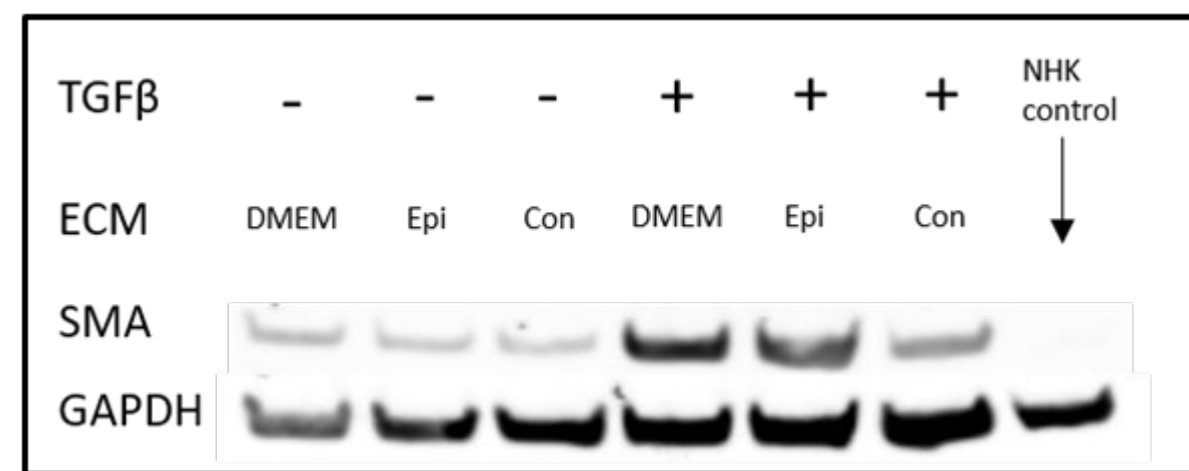 TGFβ - - - + + + NHK control
ECM DMEM Epi Con DMEM Epi Con
SMA
GAPDH